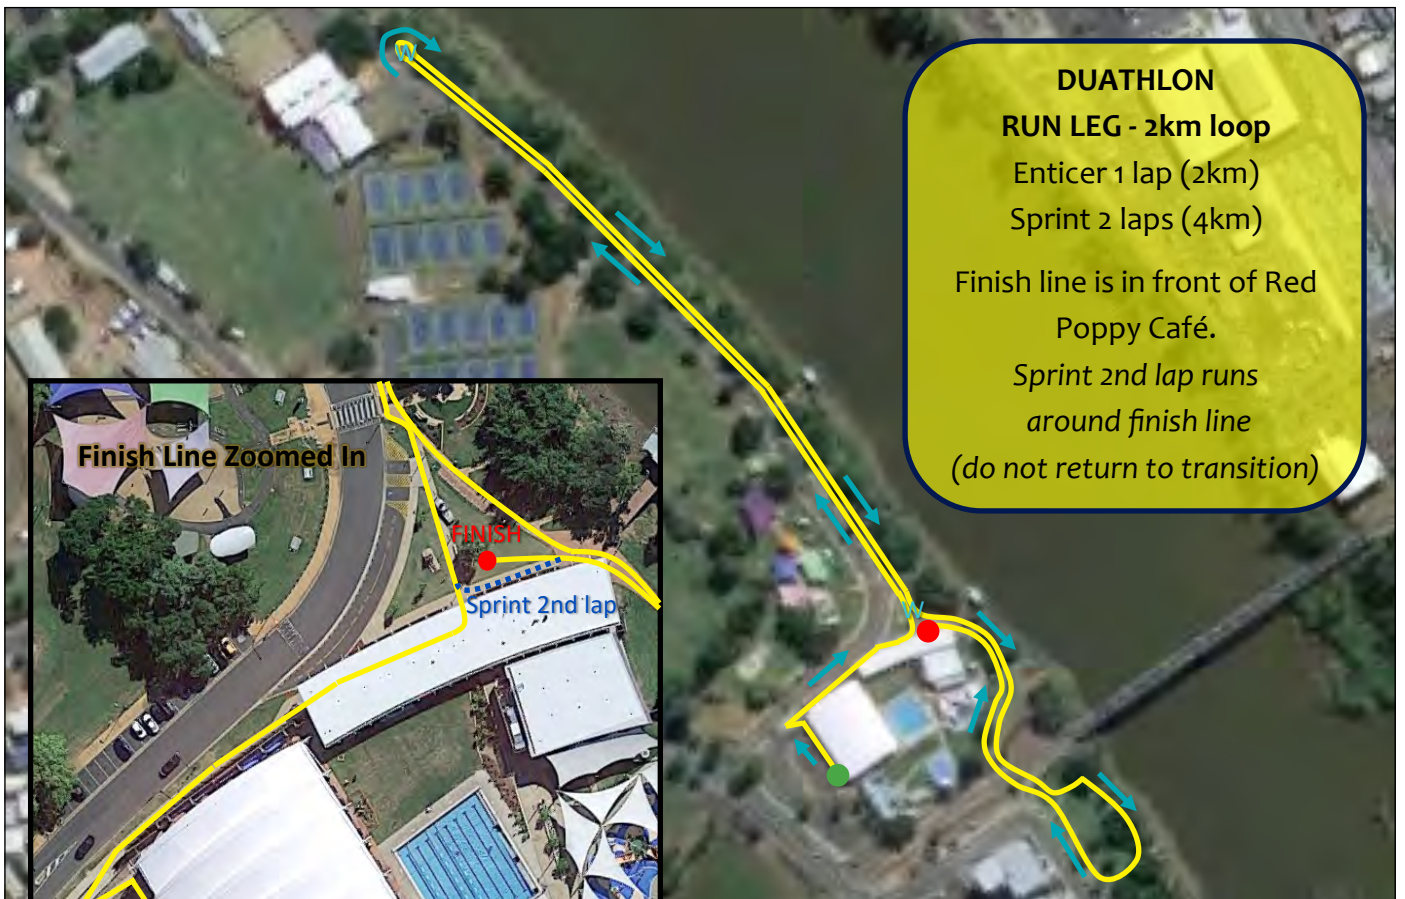 DUATHLON
RUN LEG - 2km loop
Enticer 1 lap (2km)
Sprint 2 laps (4km)
Finish line is in front of Red
Poppy Café.
Sprint 2nd lap runs
around finish line
(do not return to transition)
W
Finish Line Zoomed In
FINISH
Sprint 2nd lap
W